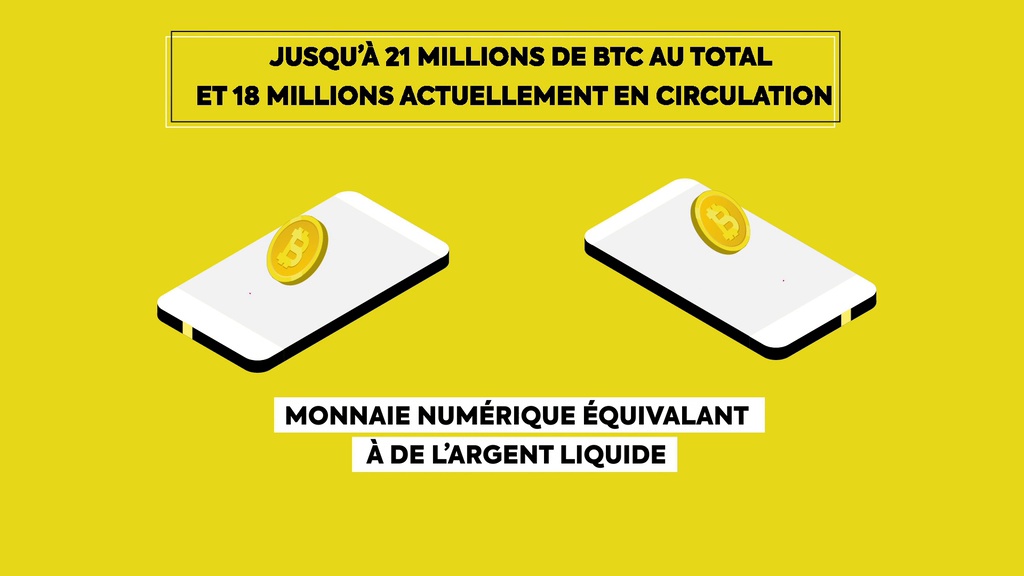 JUSQU'À 21 MILLIONS DE BTC AU TOTAL
ET 18 MILLIONS ACTUELLEMENT EN CIRCULATION
MONNAIE NUMÉRIQUE ÉQUIVALANT
À DE L'ARGENT LIQUIDE